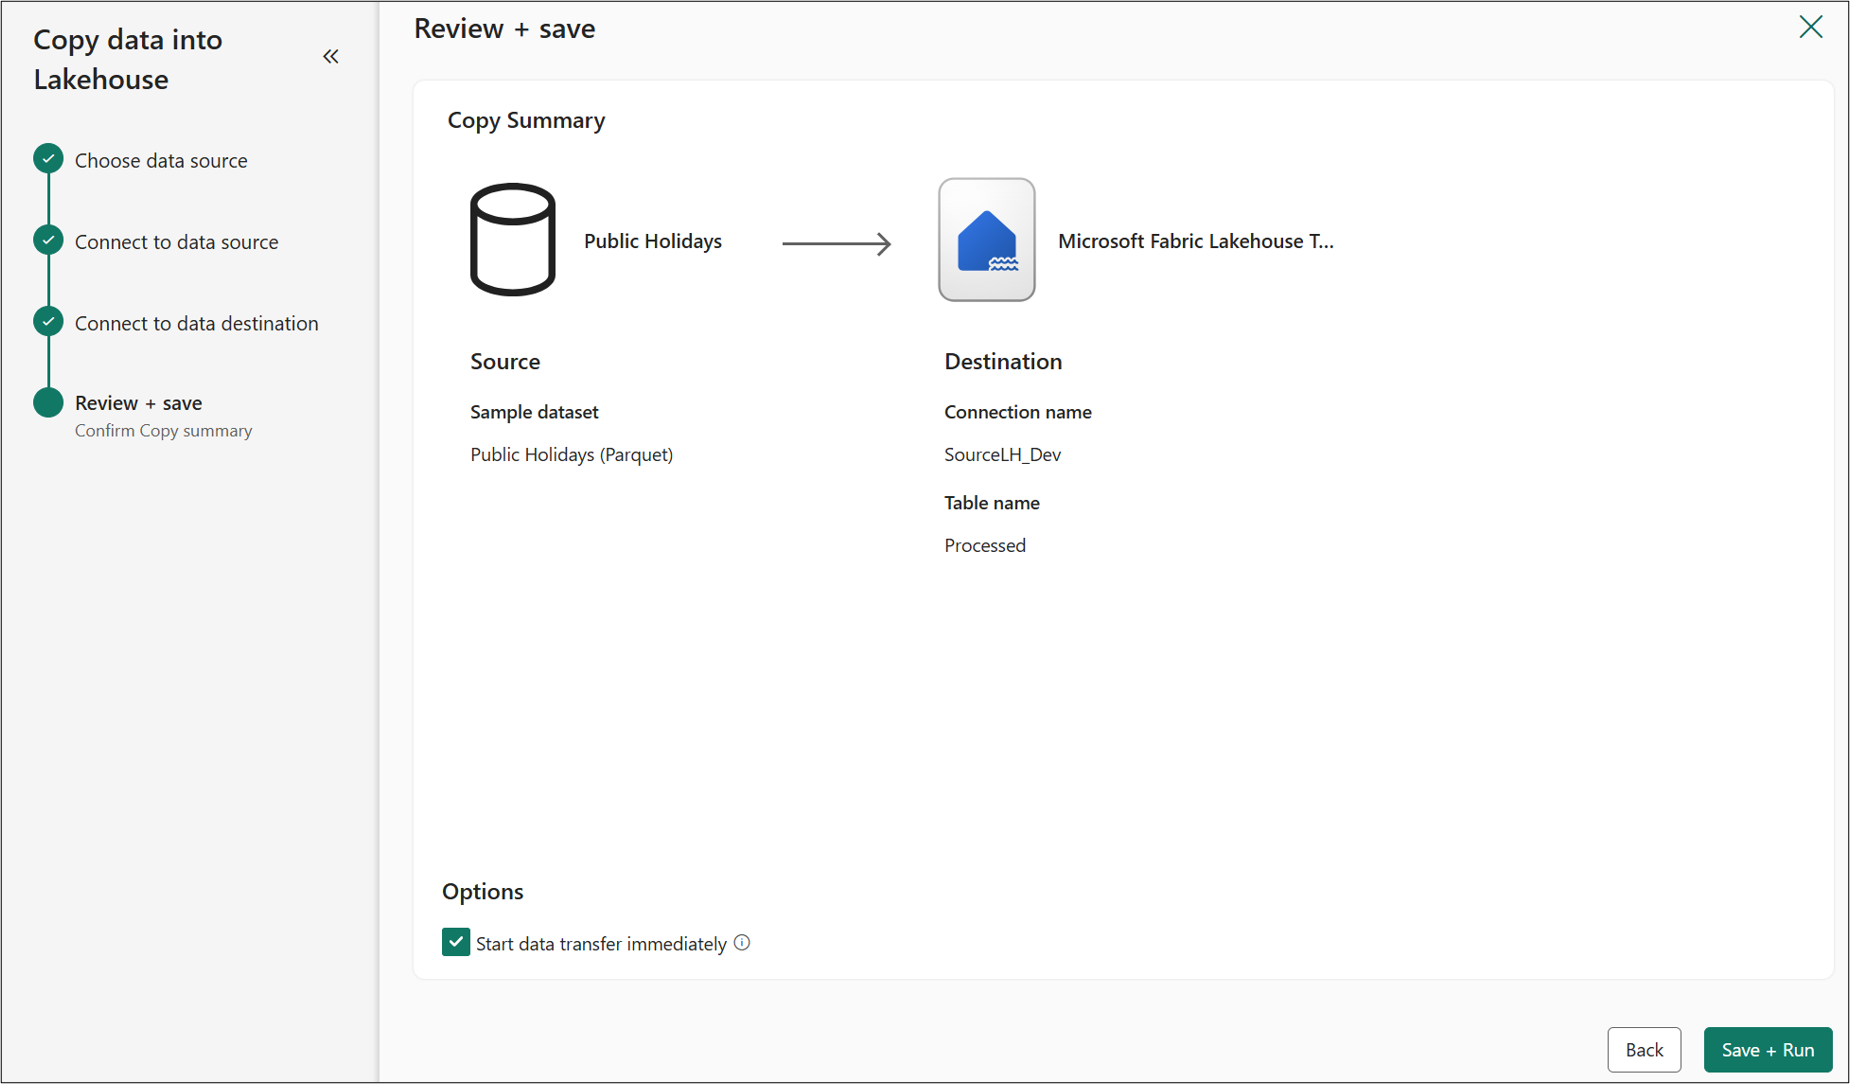 Copy data into
Lakehouse
Choose data source
Connect to data source
Connect to data destination
Review + save
Confirm Copy summary
Review + save
Copy Summary
Public Holidays
Microsoft Fabric Lakehouse T...
Source
Sample dataset
Public Holidays (Parquet)
Destination
Connection name
SourceLH_Dev
Table name
Processed
Options
Start data transfer immediately
Back
Save + Run